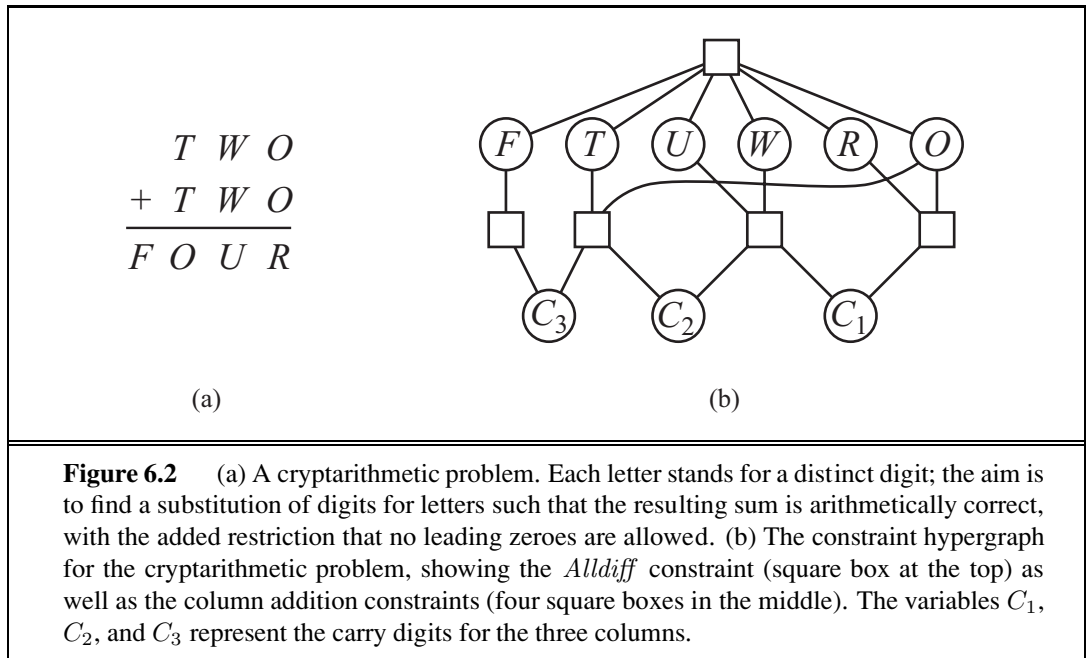 T W O
+ T W O
F O U R
(a)
F T U W R O
C3 C2 C1
(b)
Figure 6.2 (a) A cryptarithmetic problem. Each letter stands for a distinct digit; the aim is
to find a substitution of digits for letters such that the resulting sum is arithmetically correct,
with the added restriction that no leading zeroes are allowed. (b) The constraint hypergraph
for the cryptarithmetic problem, showing the Alldiff constraint (square box at the top) as
well as the column addition constraints (four square boxes in the middle). The variables C1,
C2, and C3 represent the carry digits for the three columns.